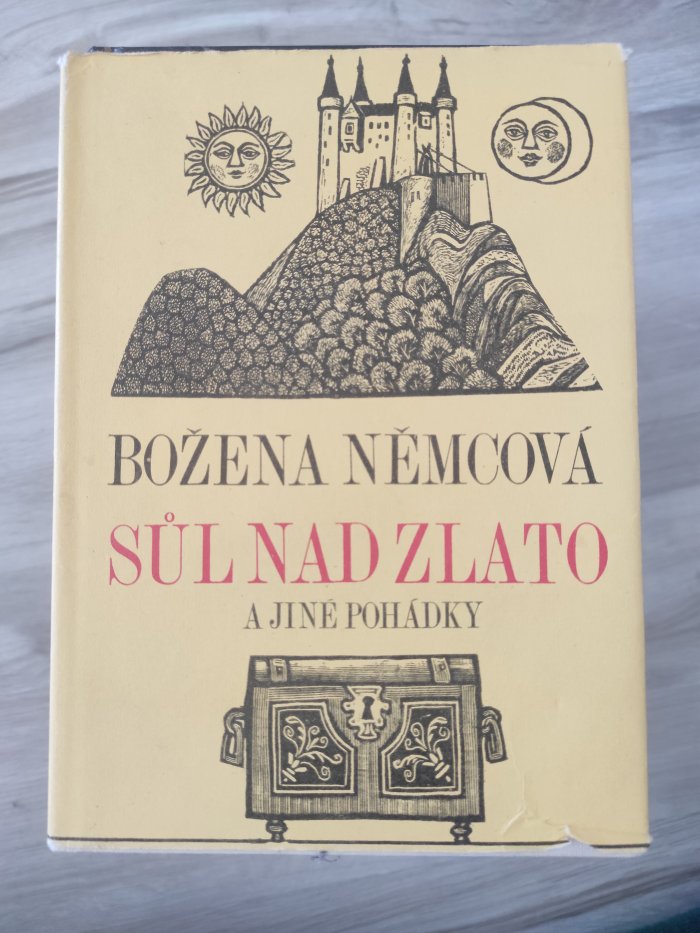 BOŽENA NĚMCOVÁ
SŮL NAD ZLATO
A JINÉ POHÁDKY